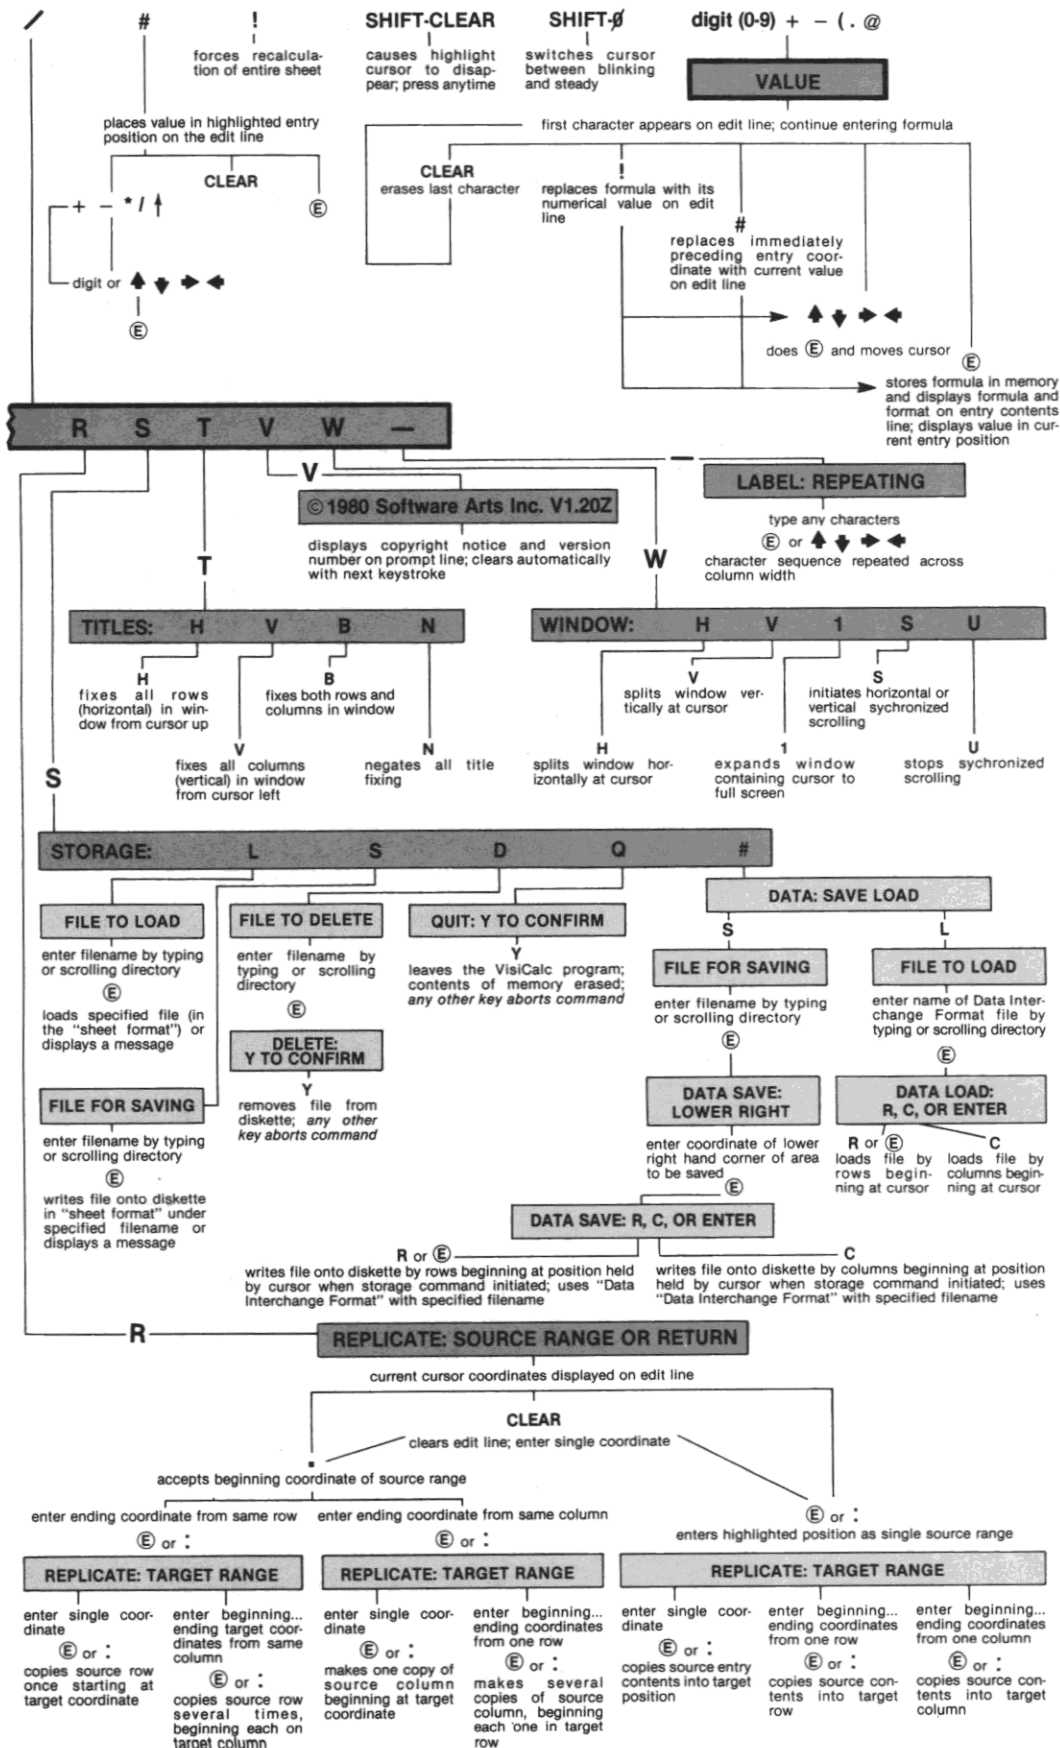 /
#
!
forces recalcula-
tion of entire sheet
SHIFT-CLEAR
causes highlight
cursor to disap-
pear; press anytime
SHIFT-Ø
switches cursor
between blinking
and steady
digit (0-9) + − ( . @
VALUE
first character appears on edit line; continue entering formula
places value in highlighted entry
position on the edit line
+ − * / ↑
CLEAR
Ⓔ
digit or ↑ ↓ → ←
Ⓔ
CLEAR
erases last character
!
replaces formula with its
numerical value on edit
line
#
replaces immediately
preceding entry coor-
dinate with current value
on edit line
↑ ↓ → ←
does Ⓔ and moves cursor
Ⓔ
stores formula in memory
and displays formula and
format on entry contents
line; displays value in cur-
rent entry position
R S T V W —
V
© 1980 Software Arts Inc. V1.20Z
displays copyright notice and version
number on prompt line; clears automatically
with next keystroke
—
LABEL: REPEATING
type any characters
Ⓔ or ↑ ↓ → ←
character sequence repeated across
column width
T
TITLES: H V B N
H
fixes all rows
(horizontal) in win-
dow from cursor up
V
fixes all columns
(vertical) in window
from cursor left
B
fixes both rows and
columns in window
N
negates all title
fixing
W
WINDOW: H V 1 S U
H
splits window hor-
izontally at cursor
V
splits window ver-
tically at cursor
1
expands window
containing cursor to
full screen
S
initiates horizontal or
vertical sychronized
scrolling
U
stops sychronized
scrolling
S
STORAGE: L S D Q #
FILE TO LOAD
enter filename by typing
or scrolling directory
Ⓔ
loads specified file (in
the "sheet format") or
displays a message
FILE FOR SAVING
enter filename by typing
or scrolling directory
Ⓔ
writes file onto diskette
in "sheet format" under
specified filename or
displays a message
FILE TO DELETE
enter filename by
typing or scrolling
directory
Ⓔ
DELETE:
Y TO CONFIRM
Y
removes file from
diskette; any other
key aborts command
QUIT: Y TO CONFIRM
Y
leaves the VisiCalc program;
contents of memory erased;
any other key aborts command
DATA: SAVE LOAD
S
FILE FOR SAVING
enter filename by typing
or scrolling directory
Ⓔ
DATA SAVE:
LOWER RIGHT
enter coordinate of lower
right hand corner of area
to be saved
Ⓔ
DATA SAVE: R, C, OR ENTER
R or Ⓔ
writes file onto diskette by rows beginning at position held
by cursor when storage command initiated; uses "Data
Interchange Format" with specified filename
C
writes file onto diskette by columns beginning at position
held by cursor when storage command initiated; uses
"Data Interchange Format" with specified filename
L
FILE TO LOAD
enter name of Data Inter-
change Format file by
typing or scrolling directory
Ⓔ
DATA LOAD:
R, C, OR ENTER
R or Ⓔ
loads file by
rows begin-
ning at cursor
C
loads file by
columns begin-
ning at cursor
R
REPLICATE: SOURCE RANGE OR RETURN
current cursor coordinates displayed on edit line
CLEAR
clears edit line; enter single coordinate
.
accepts beginning coordinate of source range
enter ending coordinate from same row
Ⓔ or :
REPLICATE: TARGET RANGE
enter single coor-
dinate
Ⓔ or :
copies source row
once starting at
target coordinate
enter beginning...
ending target coor-
dinates from same
column
Ⓔ or :
copies source row
several times,
beginning each on
target column
enter ending coordinate from same column
Ⓔ or :
REPLICATE: TARGET RANGE
enter single coor-
dinate
Ⓔ or :
makes one copy of
source column
beginning at target
coordinate
enter beginning...
ending coordinates
from one row
Ⓔ or :
makes several
copies of source
column, beginning
each one in target
row
Ⓔ or :
enters highlighted position as single source range
REPLICATE: TARGET RANGE
enter single coor-
dinate
Ⓔ or :
copies source entry
contents into target
position
enter beginning...
ending coordinates
from one row
Ⓔ or :
copies source con-
tents into target
row
enter beginning...
ending coordinates
from one column
Ⓔ or :
copies source con-
tents into target
column